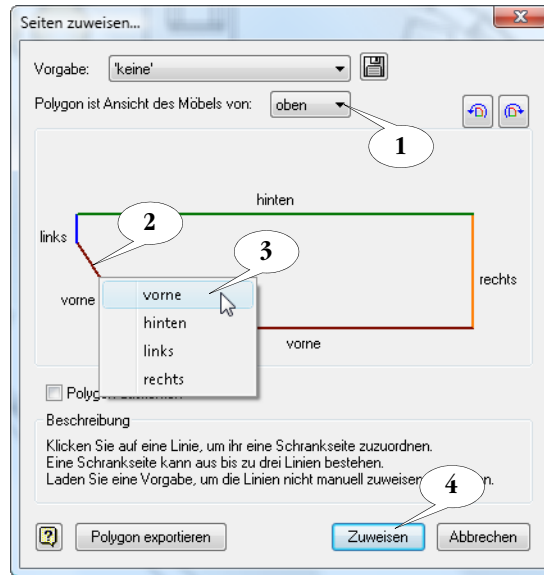 Seiten zuweisen...
Vorgabe: 'keine'
Polygon ist Ansicht des Möbels von: oben
1
hinten
2
links
3
rechts
vorne
vorne
hinten
vorne
links
rechts
Beschreibung
Klicken Sie auf eine Linie, um ihr eine Schrankseite zuzuordnen.
Eine Schrankseite kann aus bis zu drei Linien bestehen.
Laden Sie eine Vorgabe, um die Linien nicht manuell
4
Polygon exportieren Zuweisen Abbrechen